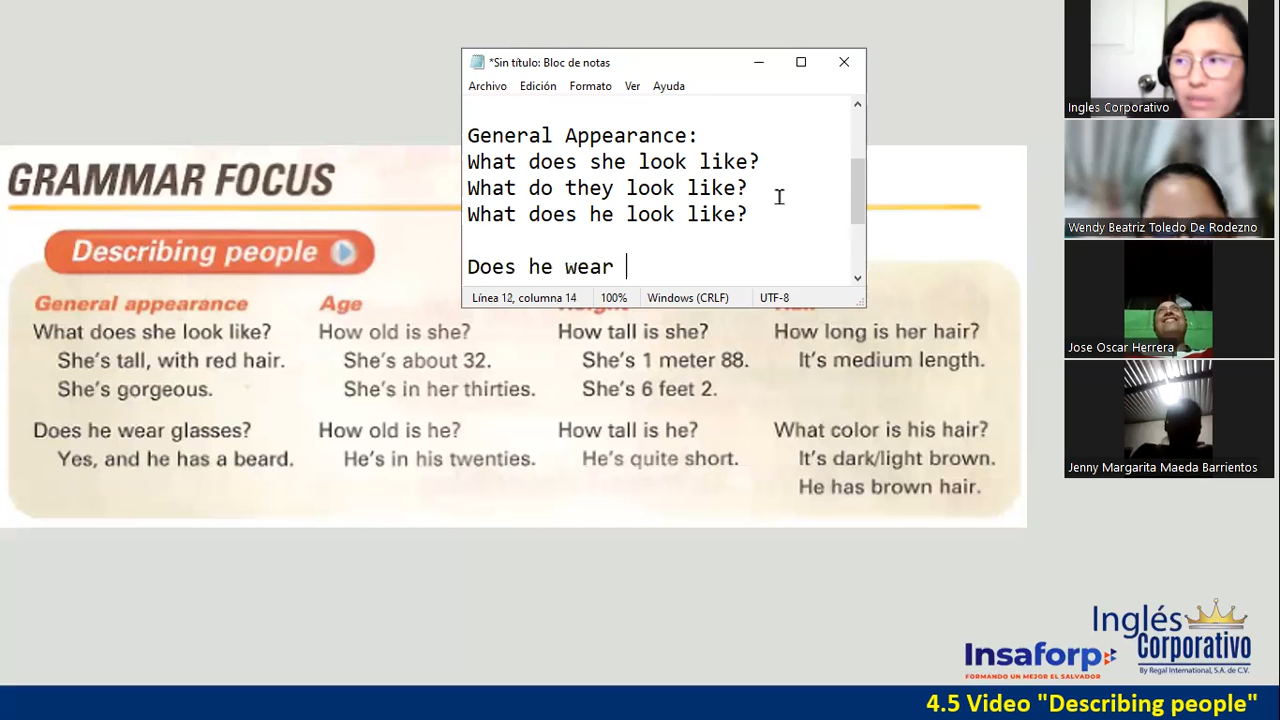 *Sin título: Bloc de notas
Archivo Edición Formato Ver Ayuda
General Appearance:
What does she look like?
What do they look like?
What does he look like?
Does he wear
Línea 12, columna 14 100% Windows (CRLF) UTF-8
GRAMMAR FOCUS
Describing people
General appearance
What does she look like?
She's tall, with red hair.
She's gorgeous.
Does he wear glasses?
Yes, and he has a beard.
Age
How old is she?
She's about 32.
She's in her thirties.
How old is he?
He's in his twenties.
How tall is she?
She's 1 meter 88.
She's 6 feet 2.
How tall is he?
He's quite short.
How long is her hair?
It's medium length.
What color is his hair?
It's dark/light brown.
He has brown hair.
Ingles Corporativo
Wendy Beatriz Toledo De Rodezno
Jose Oscar Herrera
Jenny Margarita Maeda Barrientos
Insaforp
FORMANDO UN MEJOR EL SALVADOR
Inglés
Corporativo
By Regal International, S.A. de C.V.
4.5 Video "Describing people"